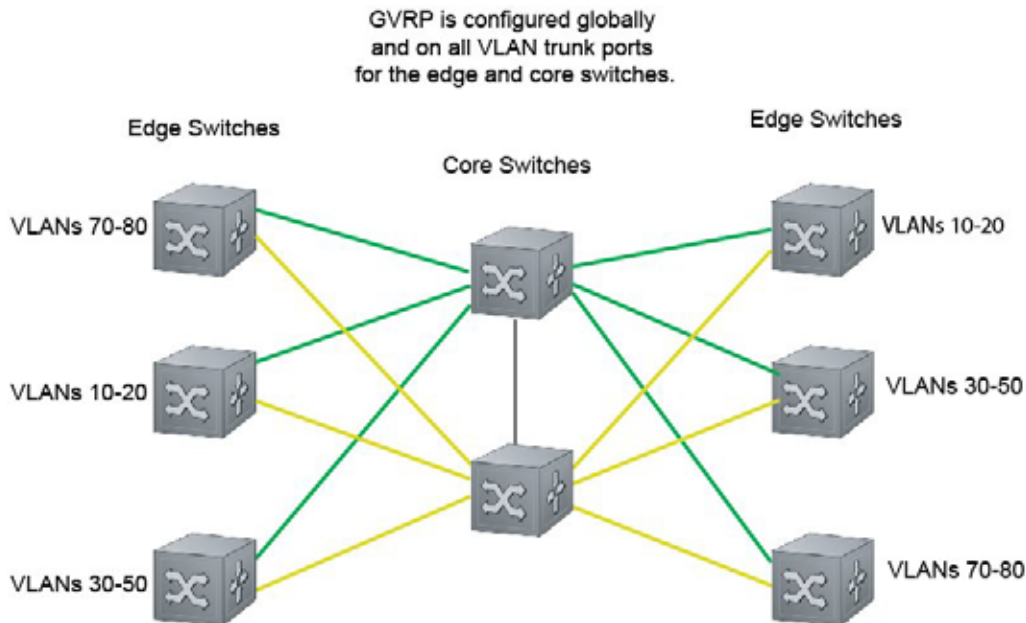 GVRP is configured globally
and on all VLAN trunk ports
for the edge and core switches.
Edge Switches
Core Switches
Edge Switches
VLANs 70-80
VLANs 10-20
VLANs 10-20
VLANs 30-50
VLANs 30-50
VLANs 70-80